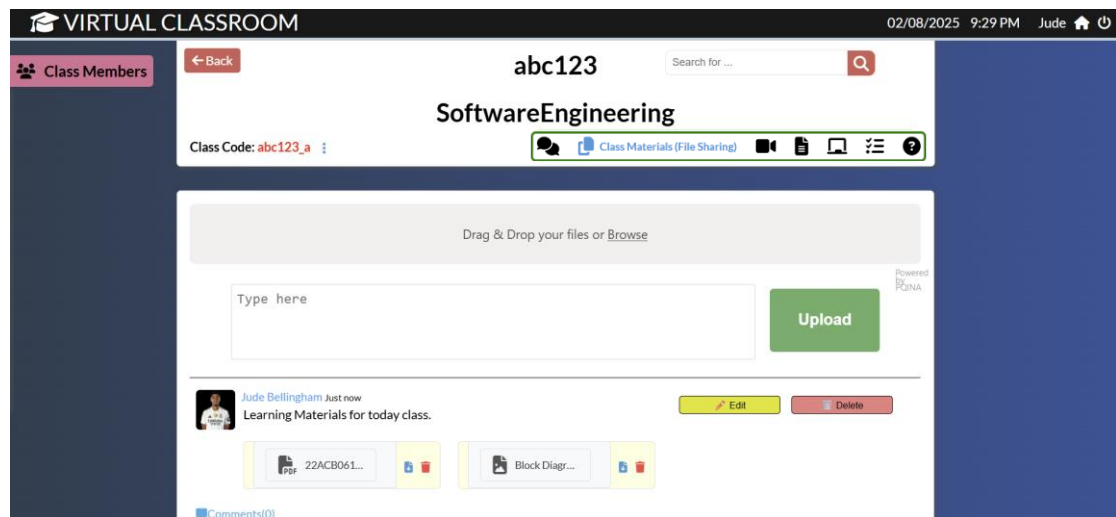 VIRTUAL CLASSROOM
02/08/2025 9:29 PM Jude
Class Members
Back
abc123
Search for ...
SoftwareEngineering
Class Code: abc123_a
Class Materials (File Sharing)
Drag & Drop your files or Browse
Powered
by
PQINA
Type here
Upload
Jude Bellingham Just now
Learning Materials for today class.
Edit
Delete
PDF 22ACB061...
Block Diagr...
Comments(0)